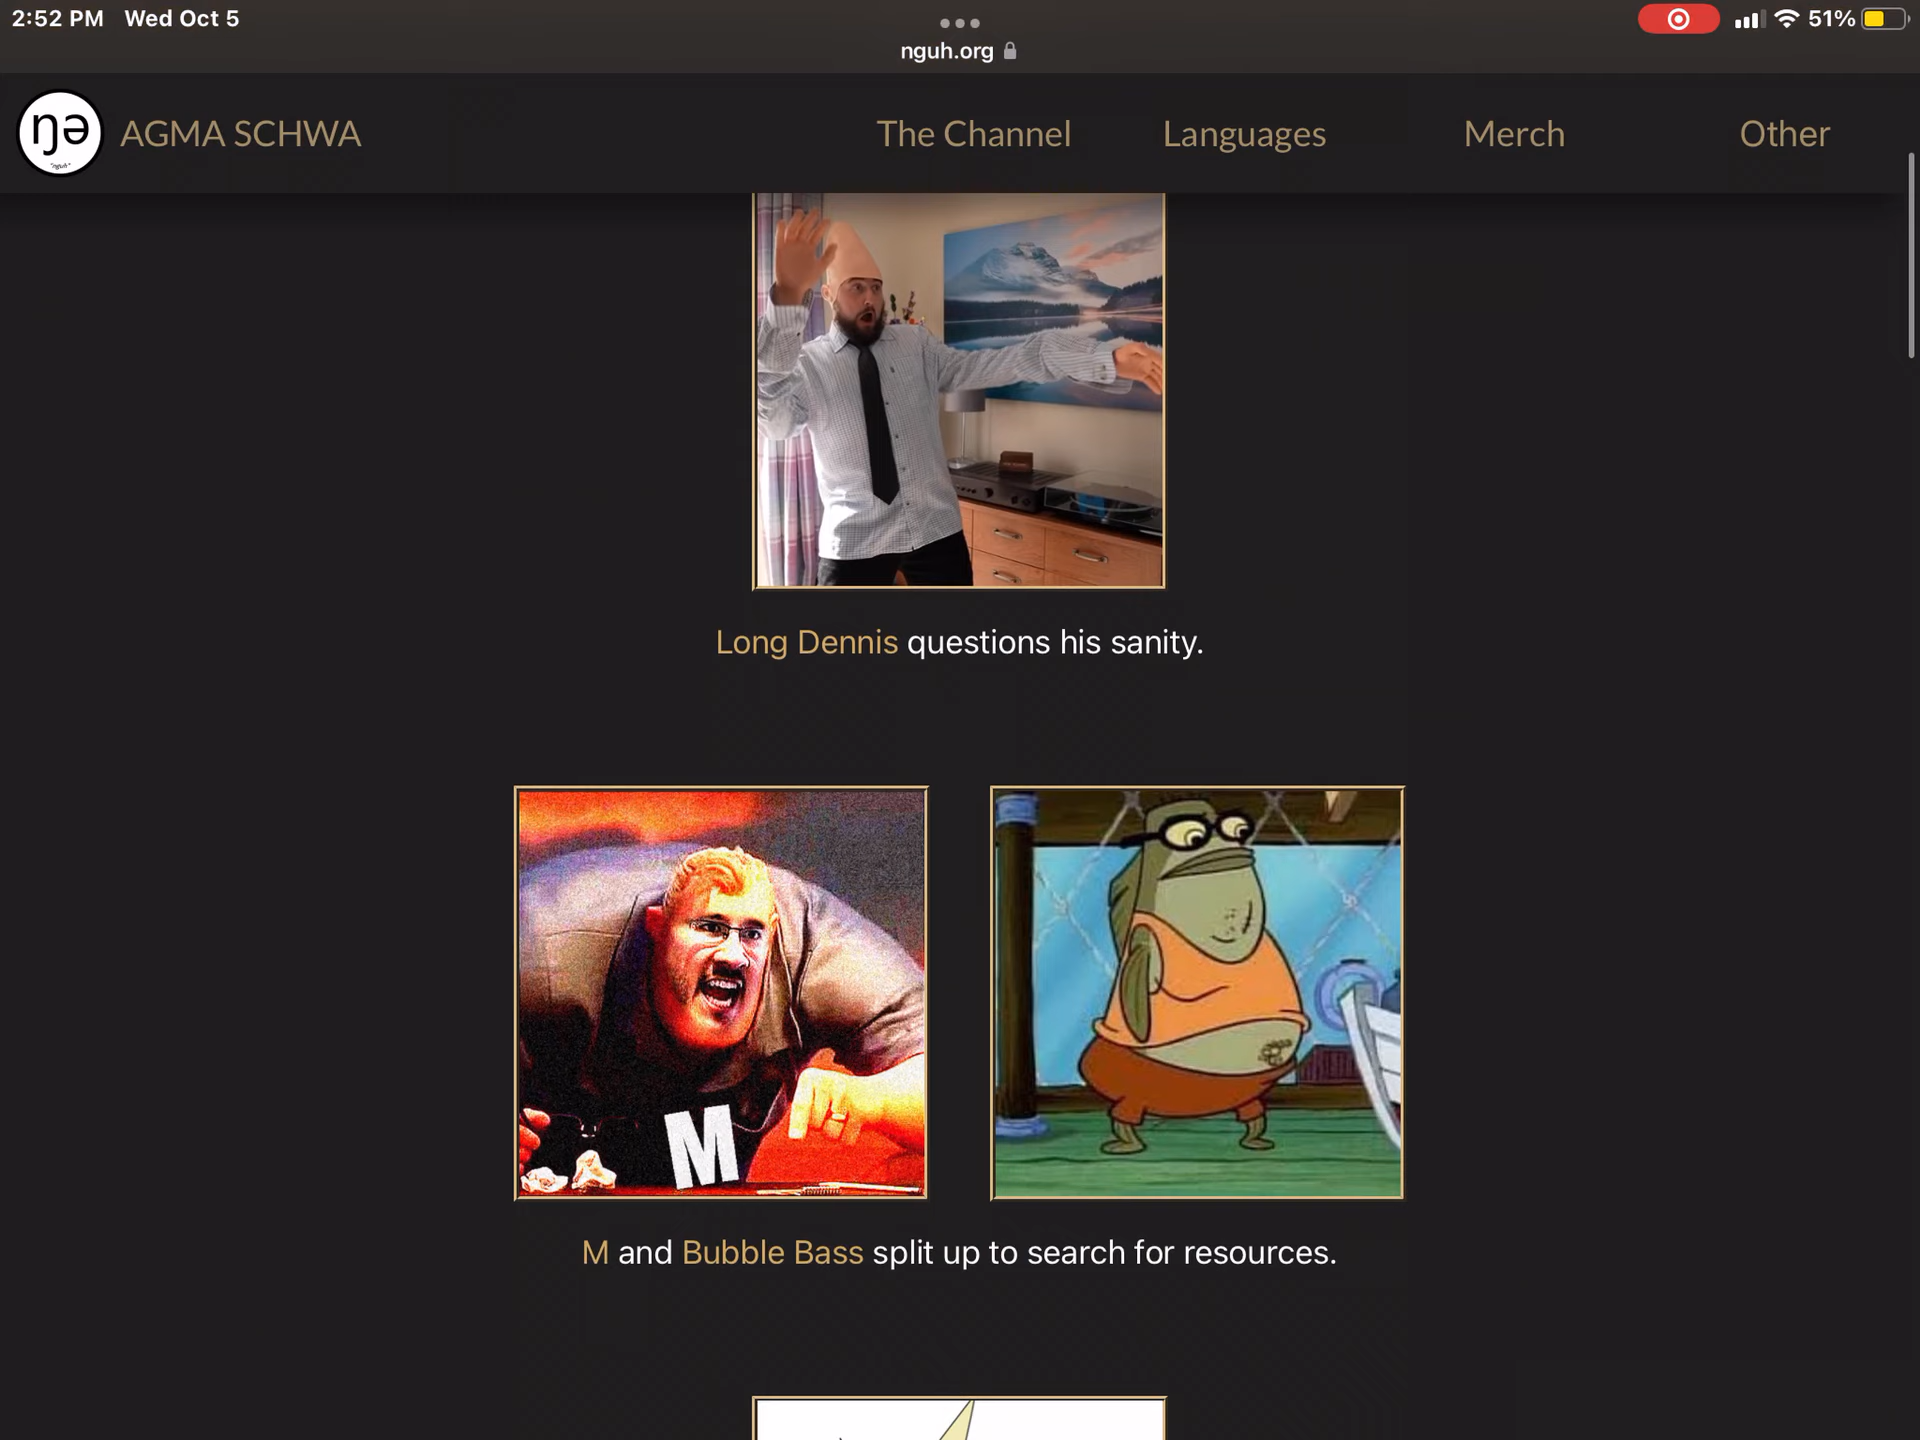 2:52 PM Wed Oct 5
51%
nguh.org
ŋə
"nguh"
AGMA SCHWA
The Channel
Languages
Merch
Other
Long Dennis questions his sanity.
M
M and Bubble Bass split up to search for resources.